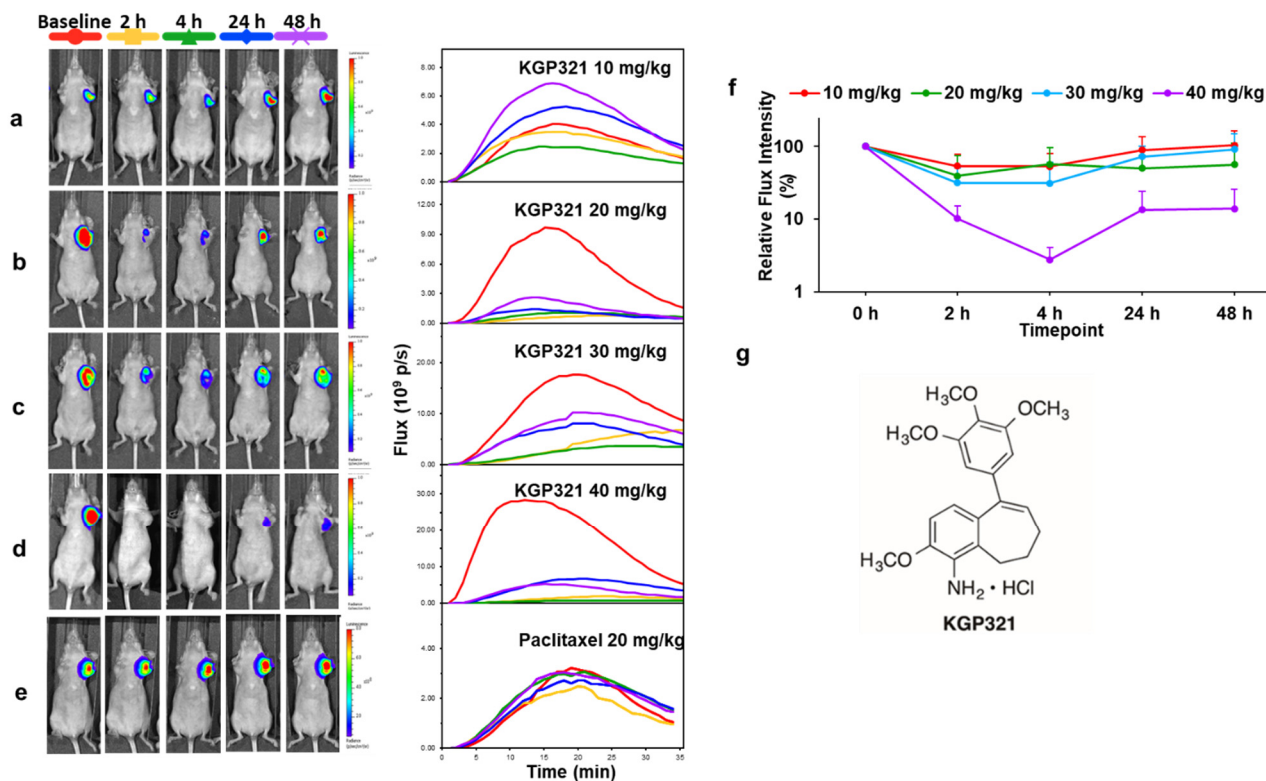 Baseline 2 h 4 h 24 h 48 h
a
b
c
d
e
KGP321 10 mg/kg
8.00
6.00
4.00
2.00
0.00
KGP321 20 mg/kg
12.00
9.00
6.00
3.00
0.00
KGP321 30 mg/kg
20.00
10.00
0.00
KGP321 40 mg/kg
30.00
20.00
10.00
0.00
Paclitaxel 20 mg/kg
4.00
2.00
0.00
Flux (10⁹ p/s)
0 5 10 15 20 25 30 35
Time (min)
f
10 mg/kg 20 mg/kg 30 mg/kg 40 mg/kg
Relative Flux Intensity
(%)
100
10
1
0 h 2 h 4 h 24 h 48 h
Timepoint
g
H₃CO
OCH₃
H₃CO
H₃CO
NH₂ • HCl
KGP321